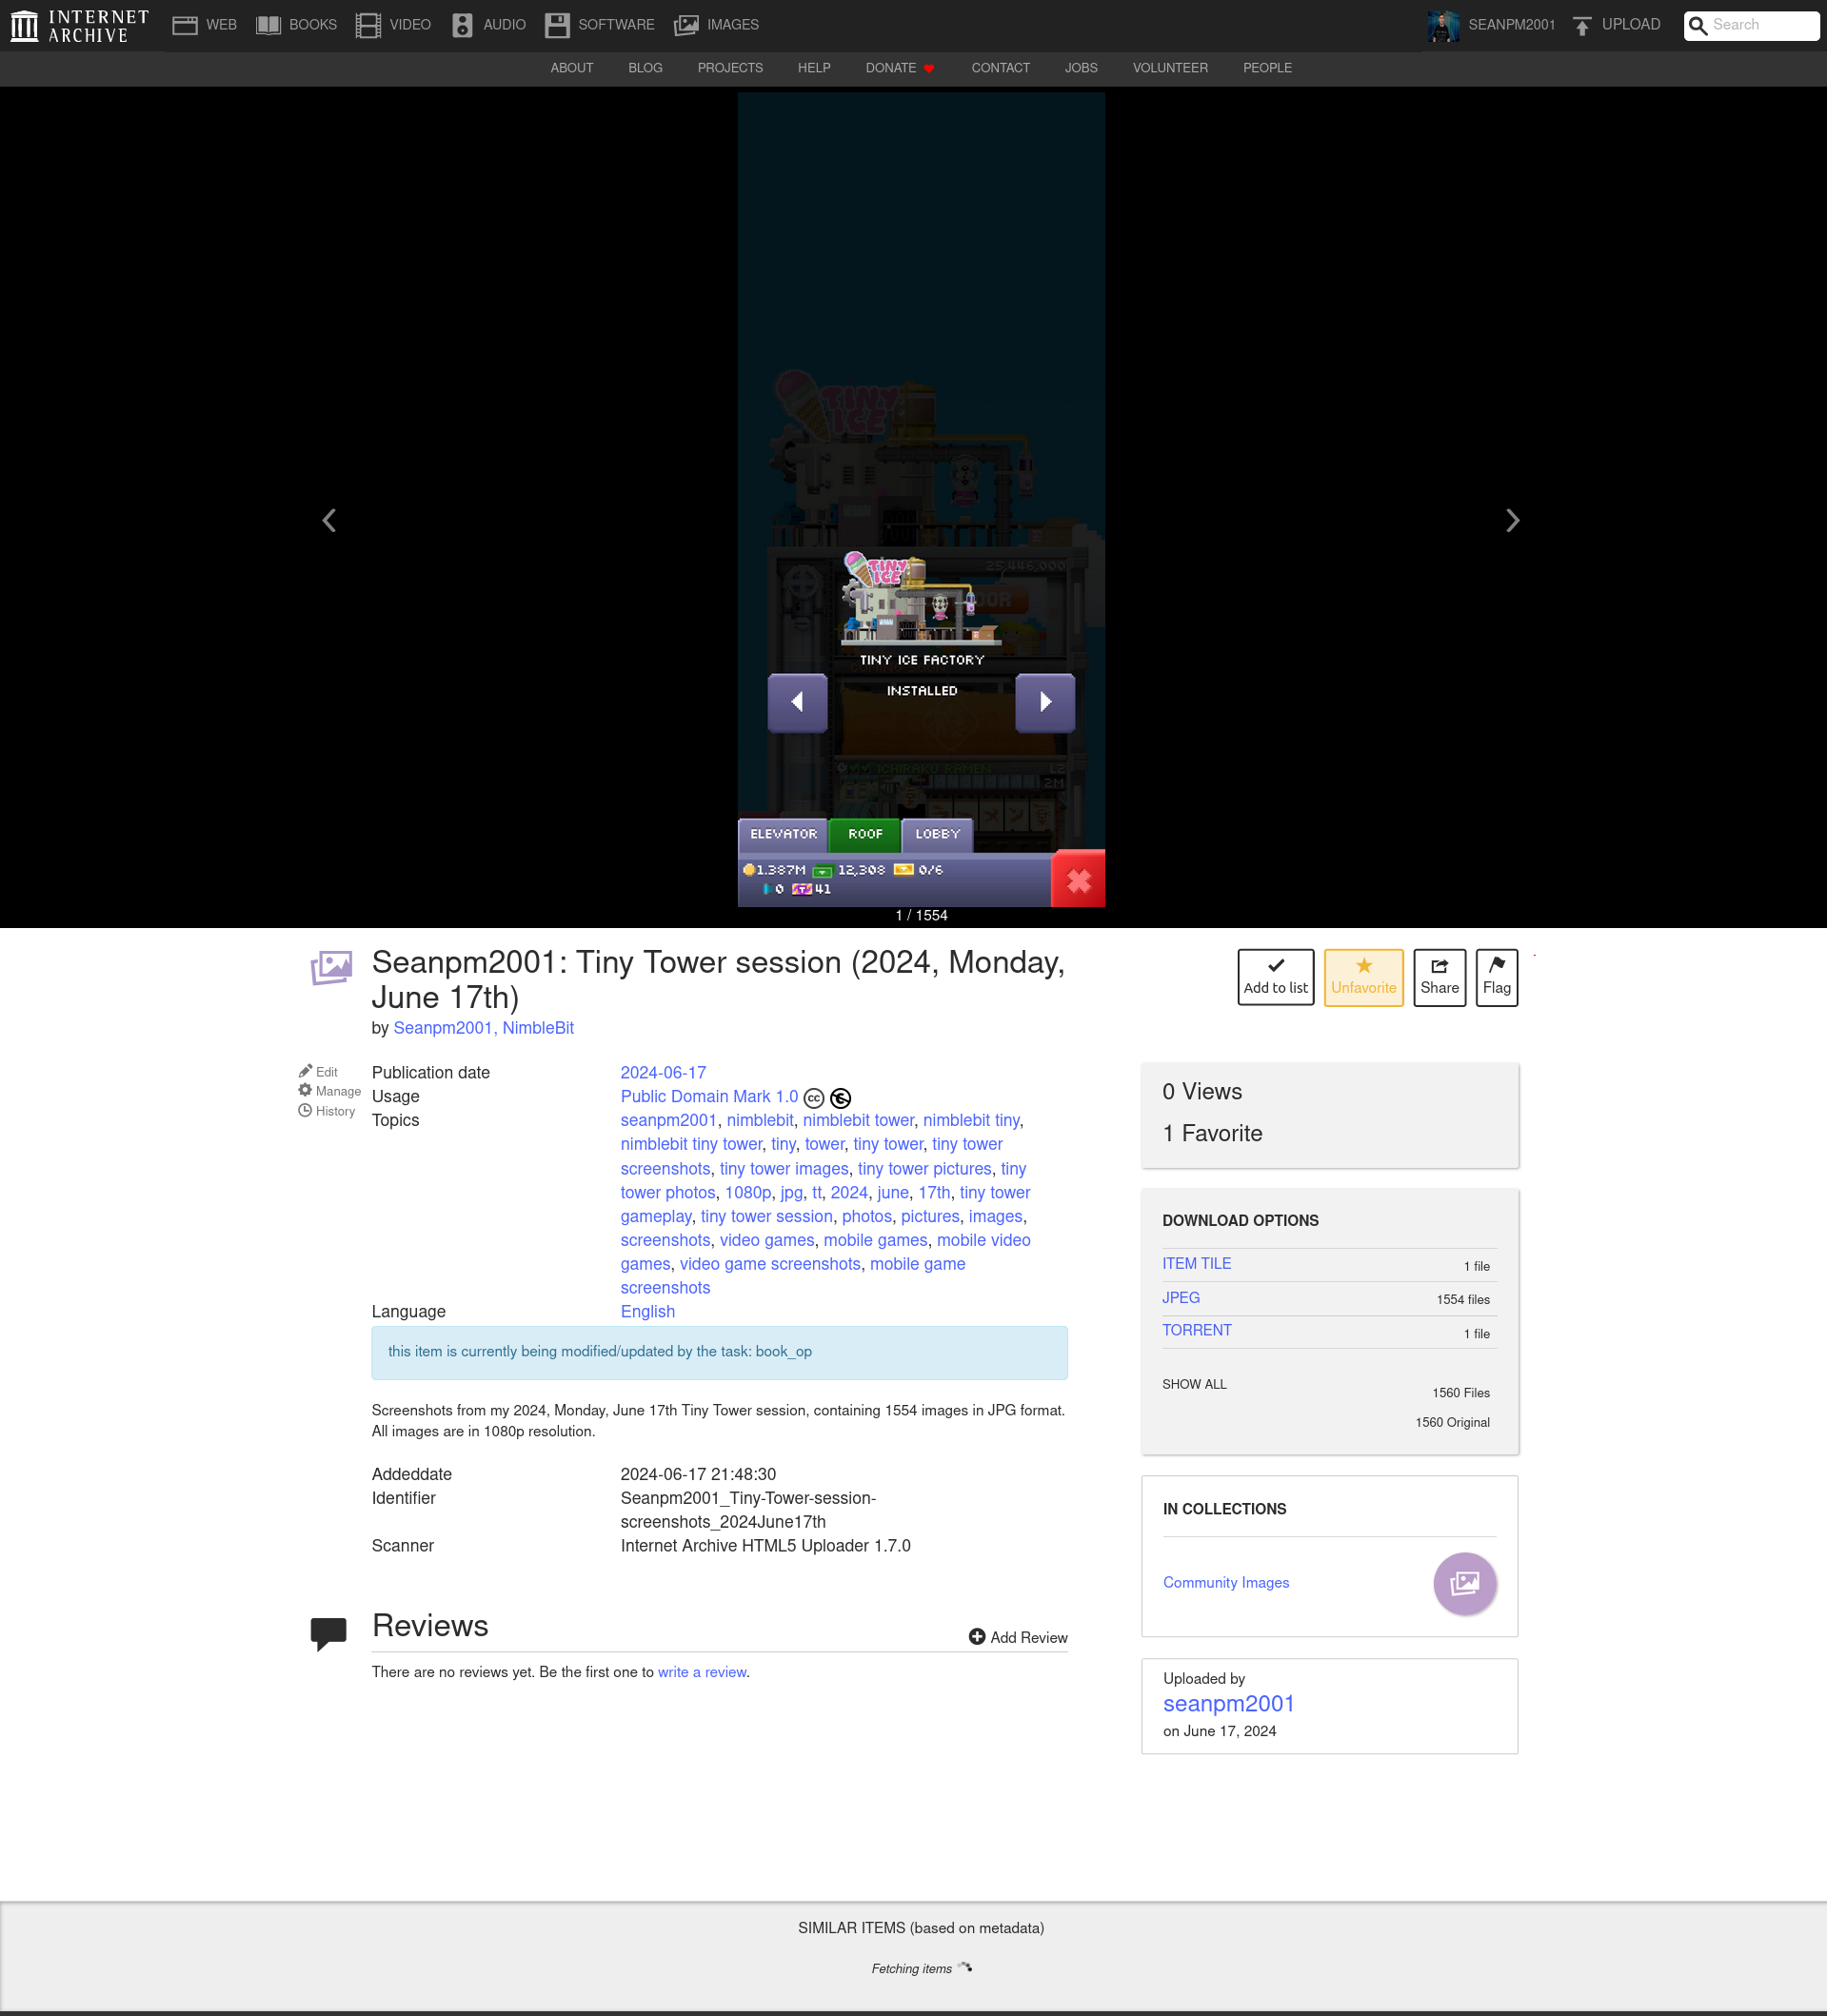 INTERNET ARCHIVE
WEB BOOKS VIDEO AUDIO SOFTWARE IMAGES SEANPM2001 UPLOAD Search
ABOUT BLOG PROJECTS HELP DONATE CONTACT JOBS VOLUNTEER PEOPLE
TINY ICE
25,446,000
TINY ICE
TINY ICE FACTORY
INSTALLED
ICHIRAKU RAMEN L2
2M
ELEVATOR ROOF LOBBY
1.387M 12,308 0/6
0 41
1 / 1554
Seanpm2001: Tiny Tower session (2024, Monday,
June 17th)
by Seanpm2001, NimbleBit
Add to list Unfavorite Share Flag
Edit
Manage
History
Publication date 2024-06-17
Usage Public Domain Mark 1.0
Topics seanpm2001, nimblebit, nimblebit tower, nimblebit tiny,
nimblebit tiny tower, tiny, tower, tiny tower, tiny tower
screenshots, tiny tower images, tiny tower pictures, tiny
tower photos, 1080p, jpg, tt, 2024, june, 17th, tiny tower
gameplay, tiny tower session, photos, pictures, images,
screenshots, video games, mobile games, mobile video
games, video game screenshots, mobile game
screenshots
Language English
this item is currently being modified/updated by the task: book_op
Screenshots from my 2024, Monday, June 17th Tiny Tower session, containing 1554 images in JPG format.
All images are in 1080p resolution.
Addeddate 2024-06-17 21:48:30
Identifier Seanpm2001_Tiny-Tower-session-
screenshots_2024June17th
Scanner Internet Archive HTML5 Uploader 1.7.0
Reviews
Add Review
There are no reviews yet. Be the first one to write a review.
0 Views
1 Favorite
DOWNLOAD OPTIONS
ITEM TILE 1 file
JPEG 1554 files
TORRENT 1 file
SHOW ALL 1560 Files
1560 Original
IN COLLECTIONS
Community Images
Uploaded by
seanpm2001
on June 17, 2024
SIMILAR ITEMS (based on metadata)
Fetching items